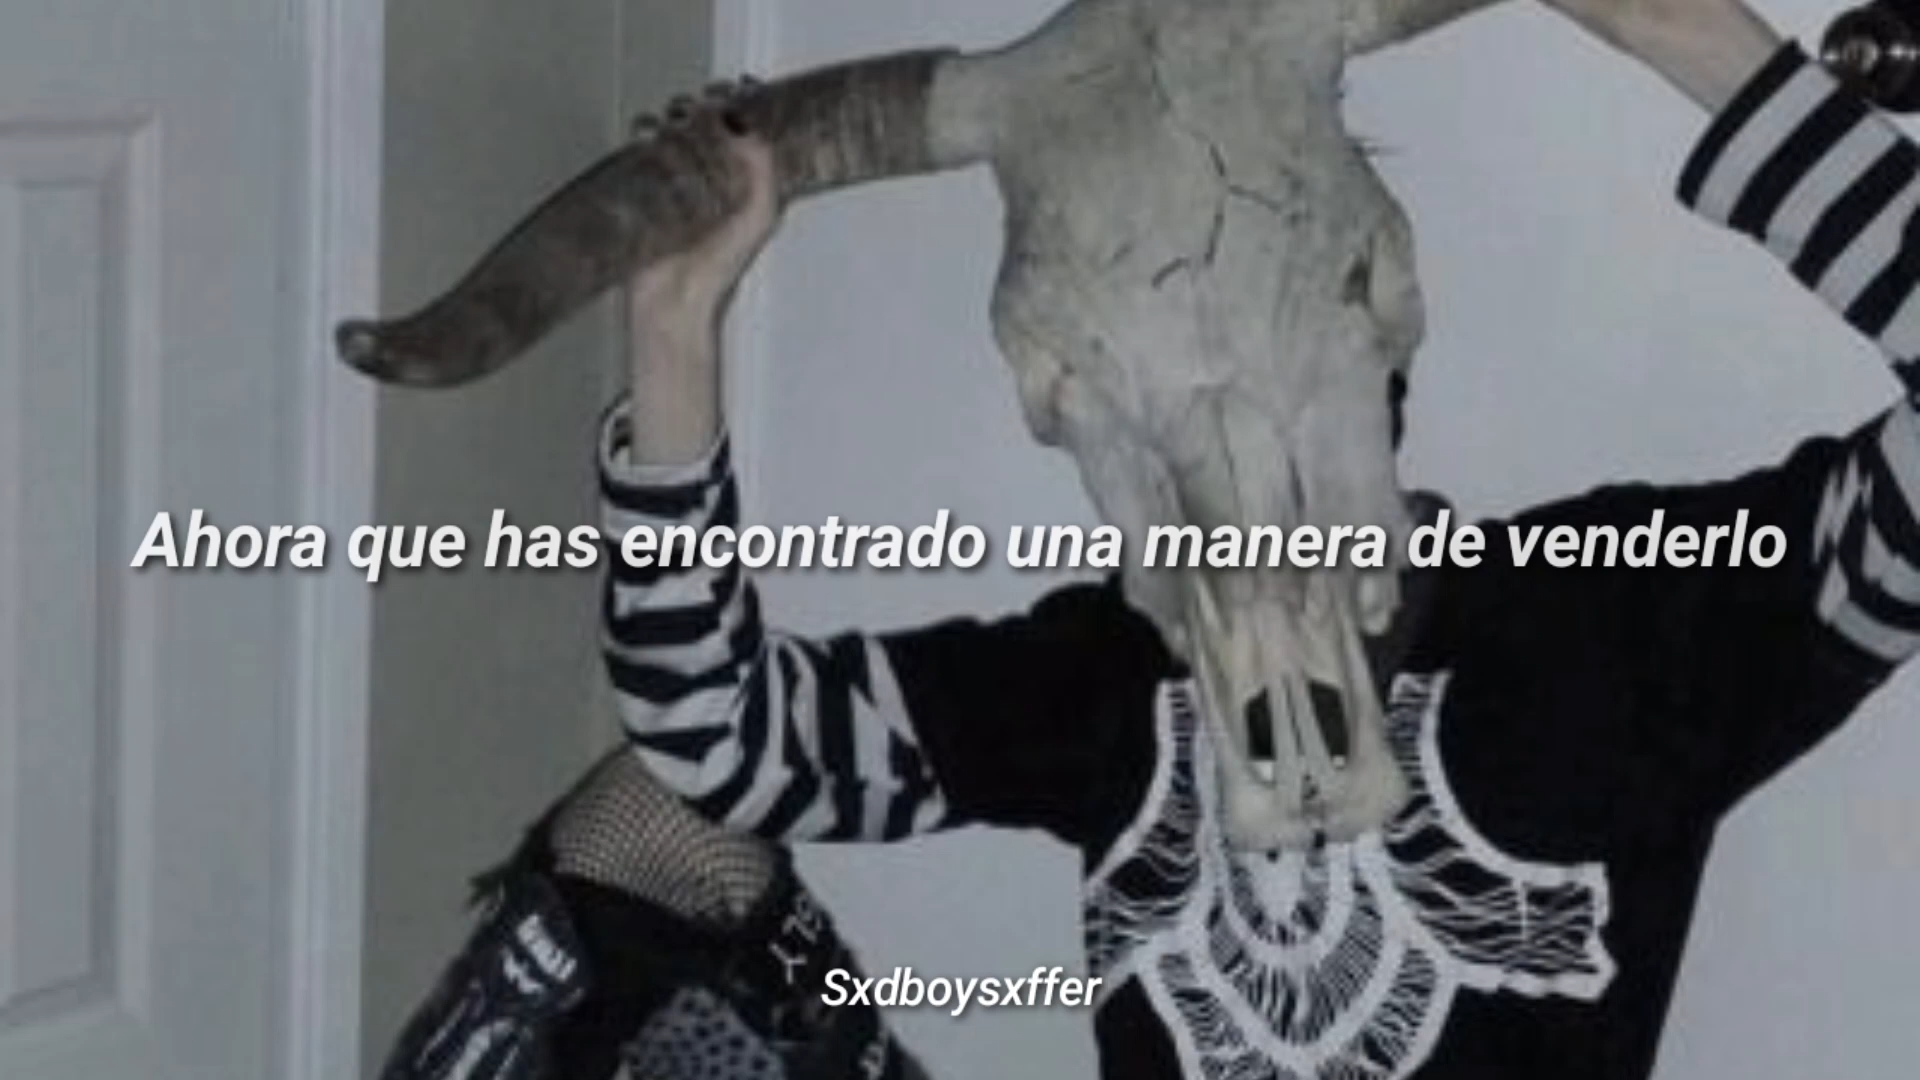 Ahora que has encontrado una manera de venderlo
Sxdboysxffer